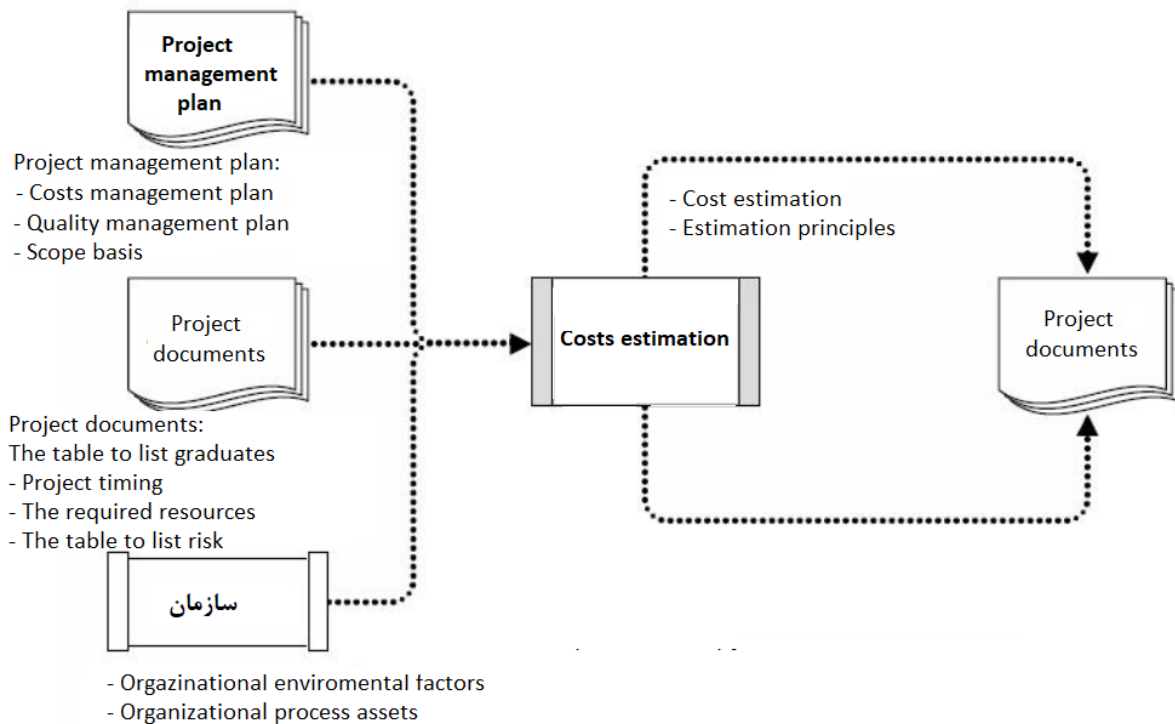 Project
management
plan
Project management plan:
- Costs management plan
- Quality management plan
- Scope basis
- Cost estimation
- Estimation principles
Project
documents
Costs estimation
Project
documents
Project documents:
The table to list graduates
- Project timing
- The required resources
- The table to list risk
سازمان
- Orgazinational enviromental factors
- Organizational process assets